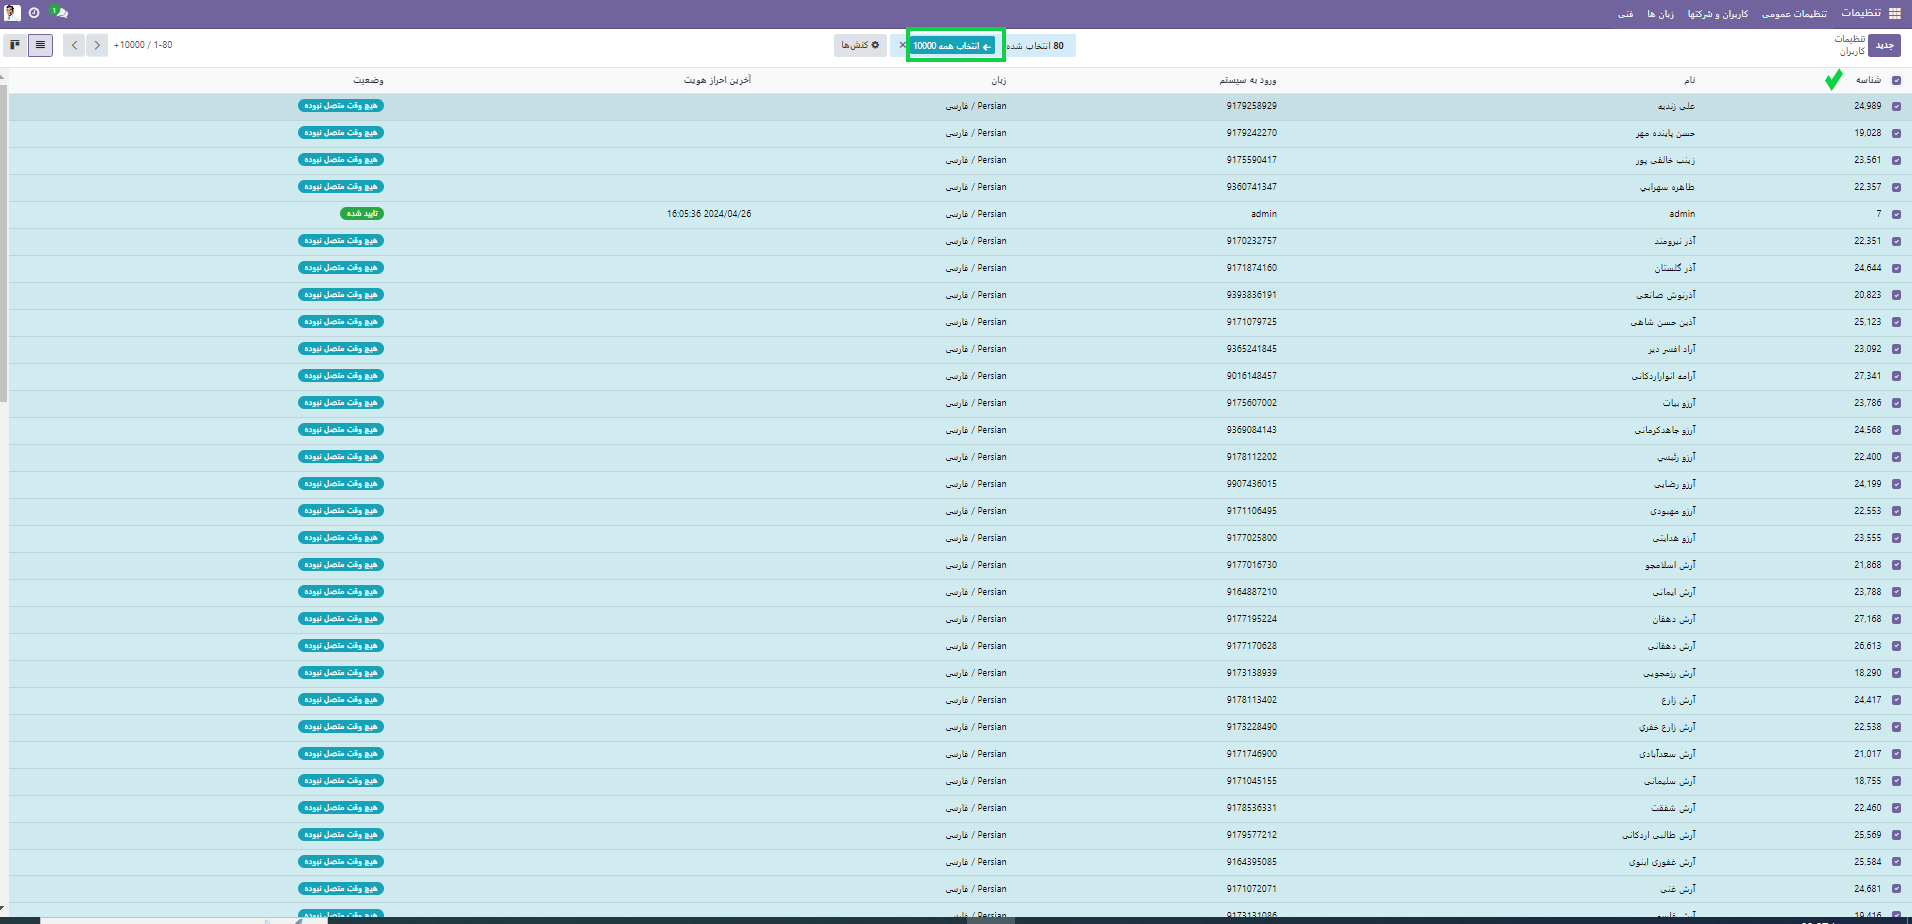 تنظیمات تنظیمات عمومی کاربران و شرکتها زبان ها فنی 1
جدید تنظیمات کاربران 80 انتخاب شده انتخاب همه 10000 × کنش‌ها 1-80 / 10000+
شناسه نام ورود به سیستم زبان آخرین احراز هویت وضعیت
24,989 علی زندیه 9179258929 فارسی / Persian هیچ وقت متصل نبوده
19,028 حسن پاینده مهر 9179242270 فارسی / Persian هیچ وقت متصل نبوده
23,561 زینب خالقی پور 9175590417 فارسی / Persian هیچ وقت متصل نبوده
22,357 طاهره سهرابي 9360741347 فارسی / Persian هیچ وقت متصل نبوده
7 admin admin فارسی / Persian 2024/04/26 16:05:36 تایید شده
22,351 آذر نیرومند 9170232757 فارسی / Persian هیچ وقت متصل نبوده
24,644 آذر گلستان 9171874160 فارسی / Persian هیچ وقت متصل نبوده
20,823 آذرنوش صانعی 9393836191 فارسی / Persian هیچ وقت متصل نبوده
25,123 آذین حسن شاهی 9171079725 فارسی / Persian هیچ وقت متصل نبوده
23,092 آراد افسر دیر 9365241845 فارسی / Persian هیچ وقت متصل نبوده
27,341 آرامه انواراردکانی 9016148457 فارسی / Persian هیچ وقت متصل نبوده
23,786 آرزو بیات 9175607002 فارسی / Persian هیچ وقت متصل نبوده
24,568 آرزو جاهدکرمانی 9369084143 فارسی / Persian هیچ وقت متصل نبوده
22,400 آرزو رئیسي 9178112202 فارسی / Persian هیچ وقت متصل نبوده
24,199 آرزو رضایی 9907436015 فارسی / Persian هیچ وقت متصل نبوده
22,553 آرزو مهبودی 9171106495 فارسی / Persian هیچ وقت متصل نبوده
23,555 آرزو هدایتی 9177025800 فارسی / Persian هیچ وقت متصل نبوده
21,868 آرش اسلامجو 9177016730 فارسی / Persian هیچ وقت متصل نبوده
23,788 آرش ایمانی 9164887210 فارسی / Persian هیچ وقت متصل نبوده
27,168 آرش دهقان 9177195224 فارسی / Persian هیچ وقت متصل نبوده
26,613 آرش دهقانی 9177170628 فارسی / Persian هیچ وقت متصل نبوده
18,290 آرش رزمجویی 9173138939 فارسی / Persian هیچ وقت متصل نبوده
24,417 آرش زارع 9178113402 فارسی / Persian هیچ وقت متصل نبوده
22,538 آرش زارع خفري 9173228490 فارسی / Persian هیچ وقت متصل نبوده
21,017 آرش سعدآبادی 9171746900 فارسی / Persian هیچ وقت متصل نبوده
18,755 آرش سلیمانی 9171045155 فارسی / Persian هیچ وقت متصل نبوده
22,460 آرش شفقت 9178536331 فارسی / Persian هیچ وقت متصل نبوده
25,569 آرش طالبی اردکانی 9179577212 فارسی / Persian هیچ وقت متصل نبوده
25,584 آرش غفوری اینوی 9164395085 فارسی / Persian هیچ وقت متصل نبوده
24,681 آرش غنی 9171072071 فارسی / Persian هیچ وقت متصل نبوده
19,416 آرش 9173131086 فارسی / Persian هیچ وقت متصل نبوده